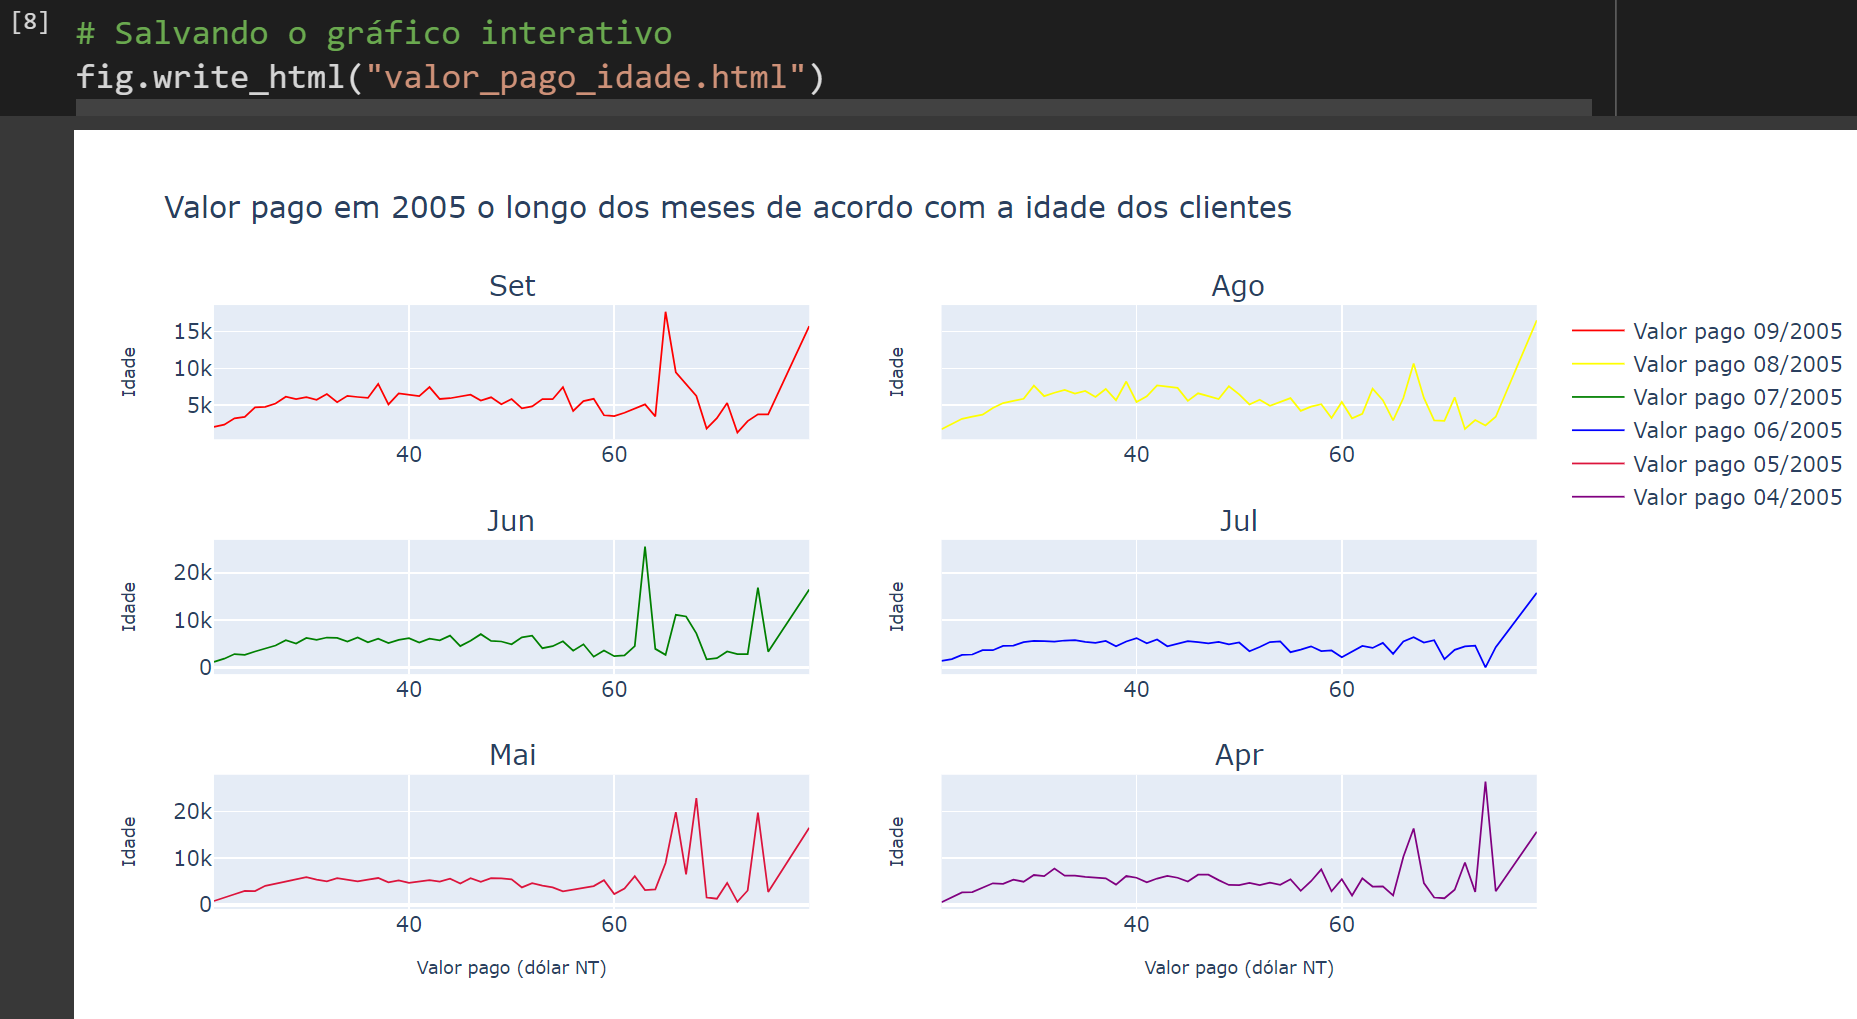 [8]
# Salvando o gráfico interativo
fig.write_html("valor_pago_idade.html")
Valor pago em 2005 o longo dos meses de acordo com a idade dos clientes
Set
Idade
15k
10k
5k
40 60
Ago
Idade
40 60
Valor pago 09/2005
Valor pago 08/2005
Valor pago 07/2005
Valor pago 06/2005
Valor pago 05/2005
Valor pago 04/2005
Jun
Idade
20k
10k
0
40 60
Jul
Idade
40 60
Mai
Idade
20k
10k
0
40 60
Valor pago (dólar NT)
Apr
Idade
40 60
Valor pago (dólar NT)